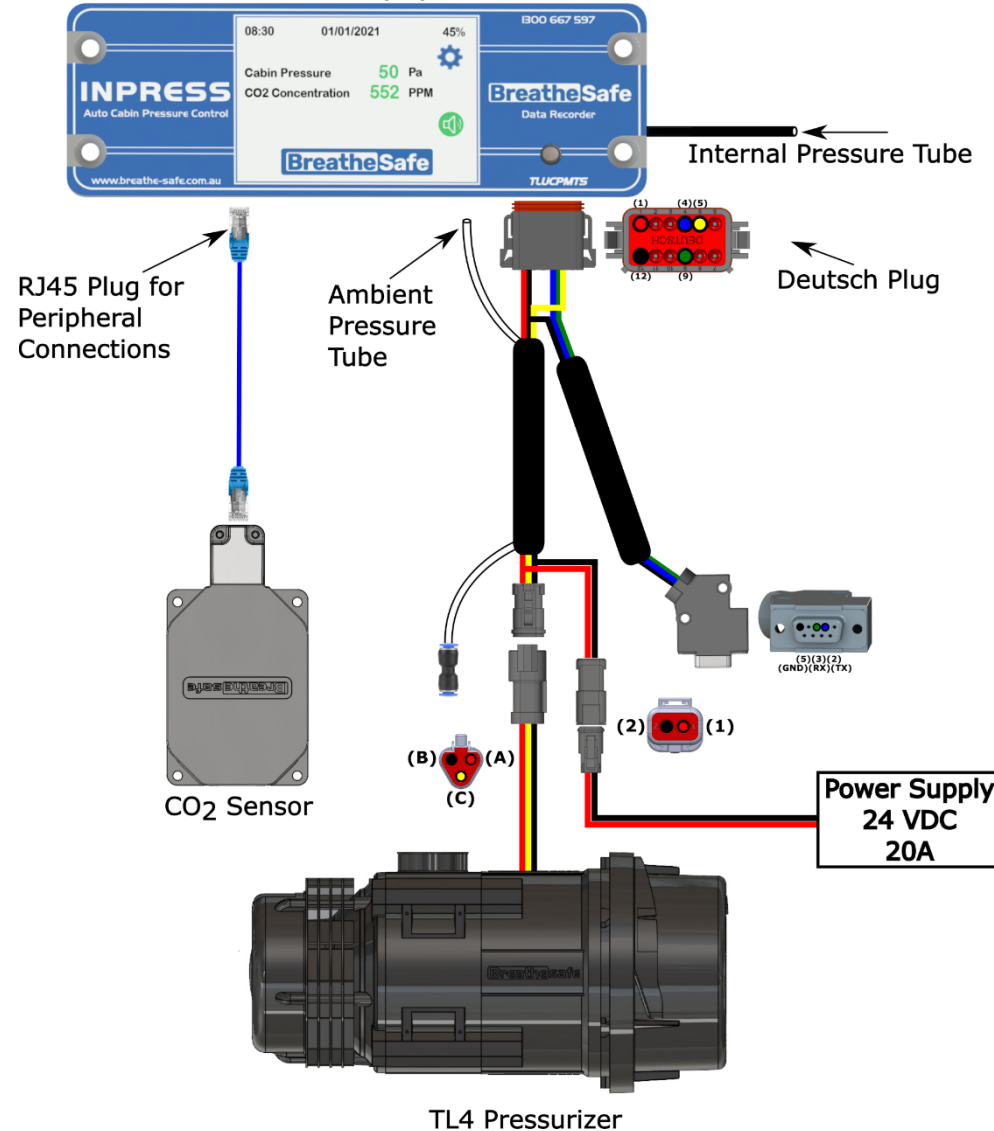 1300 667 597
08:30 01/01/2021 45%
Cabin Pressure 50 Pa
CO2 Concentration 552 PPM
INPRESS
Auto Cabin Pressure Control
BreatheSafe
Data Recorder
BreatheSafe
www.breathe-safe.com.au
TLUCPMTS
Internal Pressure Tube
(1) (4)(5)
DEUTSCH
(12) (9)
Deutsch Plug
RJ45 Plug for
Peripheral
Connections
Ambient
Pressure
Tube
(5)(3)(2)
(GND)(RX)(TX)
Breathesafe
CO2 Sensor
(B) (A)
(C)
(2) (1)
Power Supply
24 VDC
20A
Breathesafe
TL4 Pressurizer